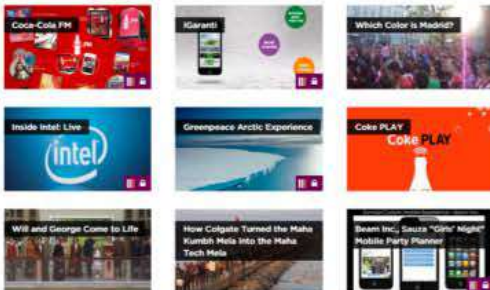 Coca-Cola FM
iGaranti
Which Color is Madrid?
Inside Intel: Live
intel
Greenpeace Arctic Experience
Coke PLAY
Coke PLAY
Will and George Come to Life
How Colgate Turned the Maha
Kumbh Mela Into the Maha
Tech Mela
Beam Inc., Sauza "Girls' Night"
Mobile Party Planner